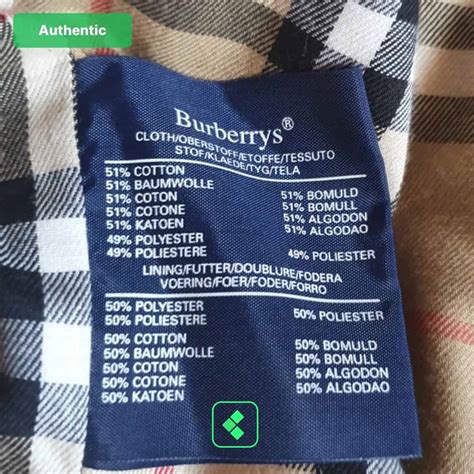 Authentic
Burberrys®
CLOTH/OBERSTOFF/ETOFFE/TESSUTO
STOF/KLAEDE/TYG/TELA
51% COTTON
51% BAUMWOLLE 51% BOMULD
51% COTON 51% BOMULL
51% COTONE 51% ALGODON
51% KATOEN 51% ALGODAO
49% POLYESTER
49% POLIESTERE 49% POLIESTER
LINING/FUTTER/DOUBLURE/FODERA
VOERING/FOER/FODER/FORRO
50% POLYESTER
50% POLIESTERE 50% POLIESTER
50% COTTON
50% BAUMWOLLE 50% BOMULD
50% COTON 50% BOMULL
50% COTONE 50% ALGODON
50% KATOEN 50% ALGODAO